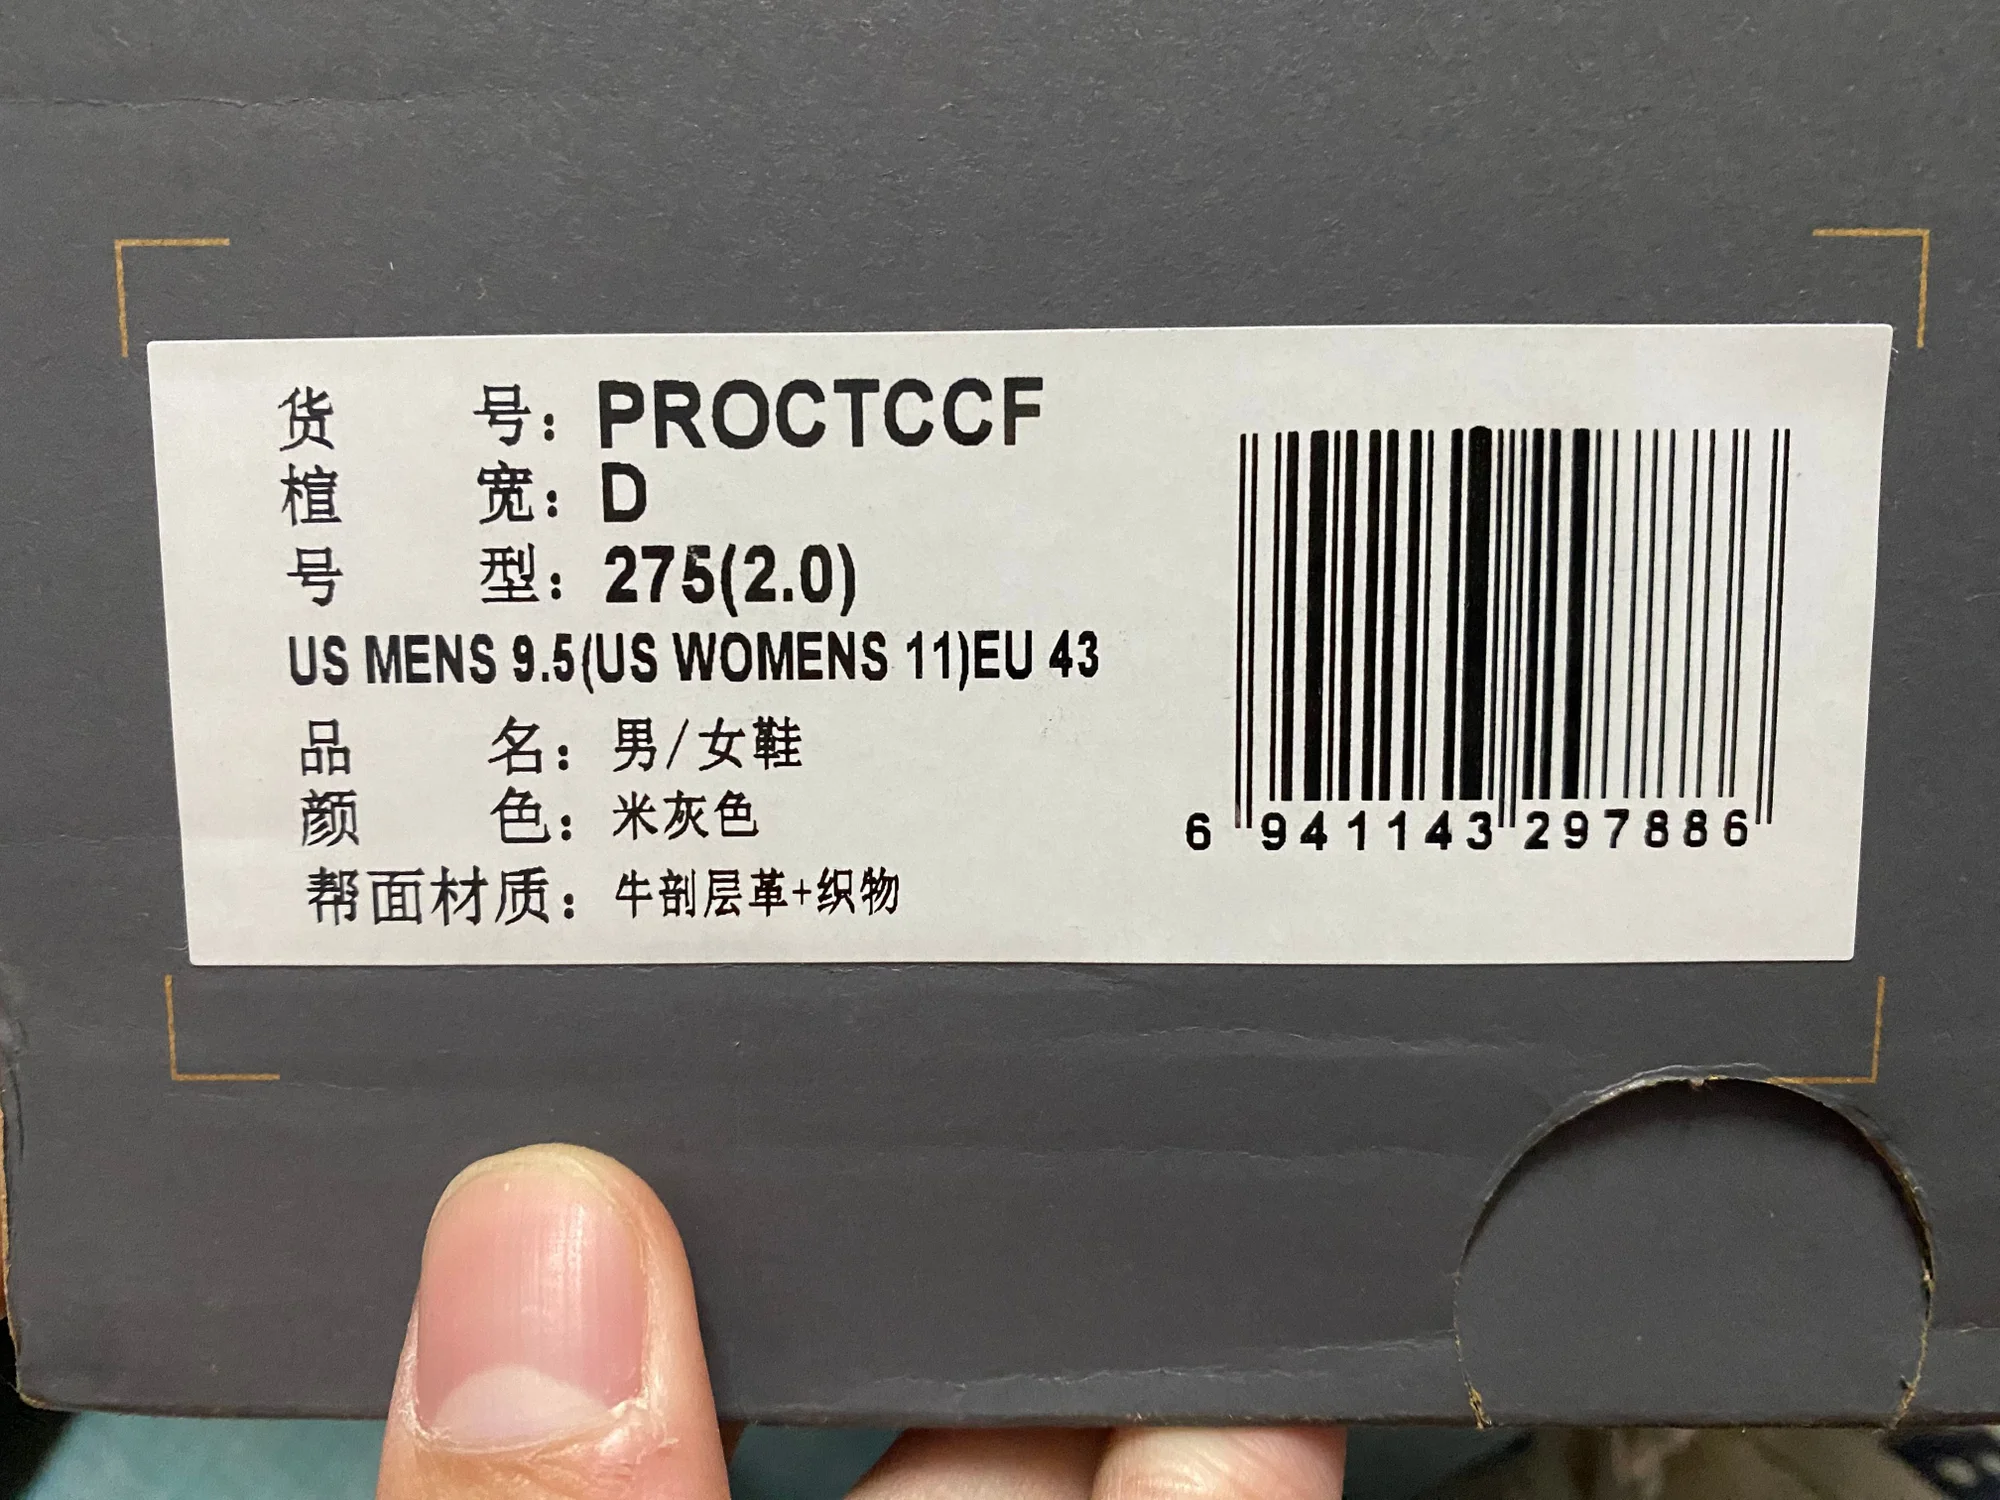 货号：PROCTCCF
楦宽：D
号型：275(2.0)
US MENS 9.5(US WOMENS 11)EU 43
品名：男/女鞋
颜色：米灰色
帮面材质：牛剖层革+织物
6 941143 297886